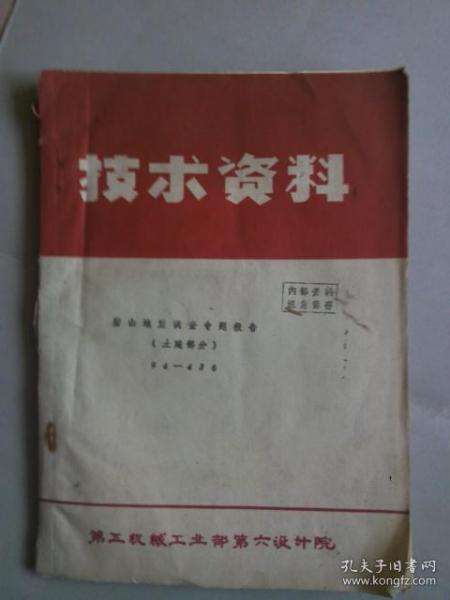 技术资料
内部资料
注意保存
唐山地震调查专题报告
(土建部分)
84—436
第五机械工业部第六设计院
孔夫子旧书网
www.kongfz.com